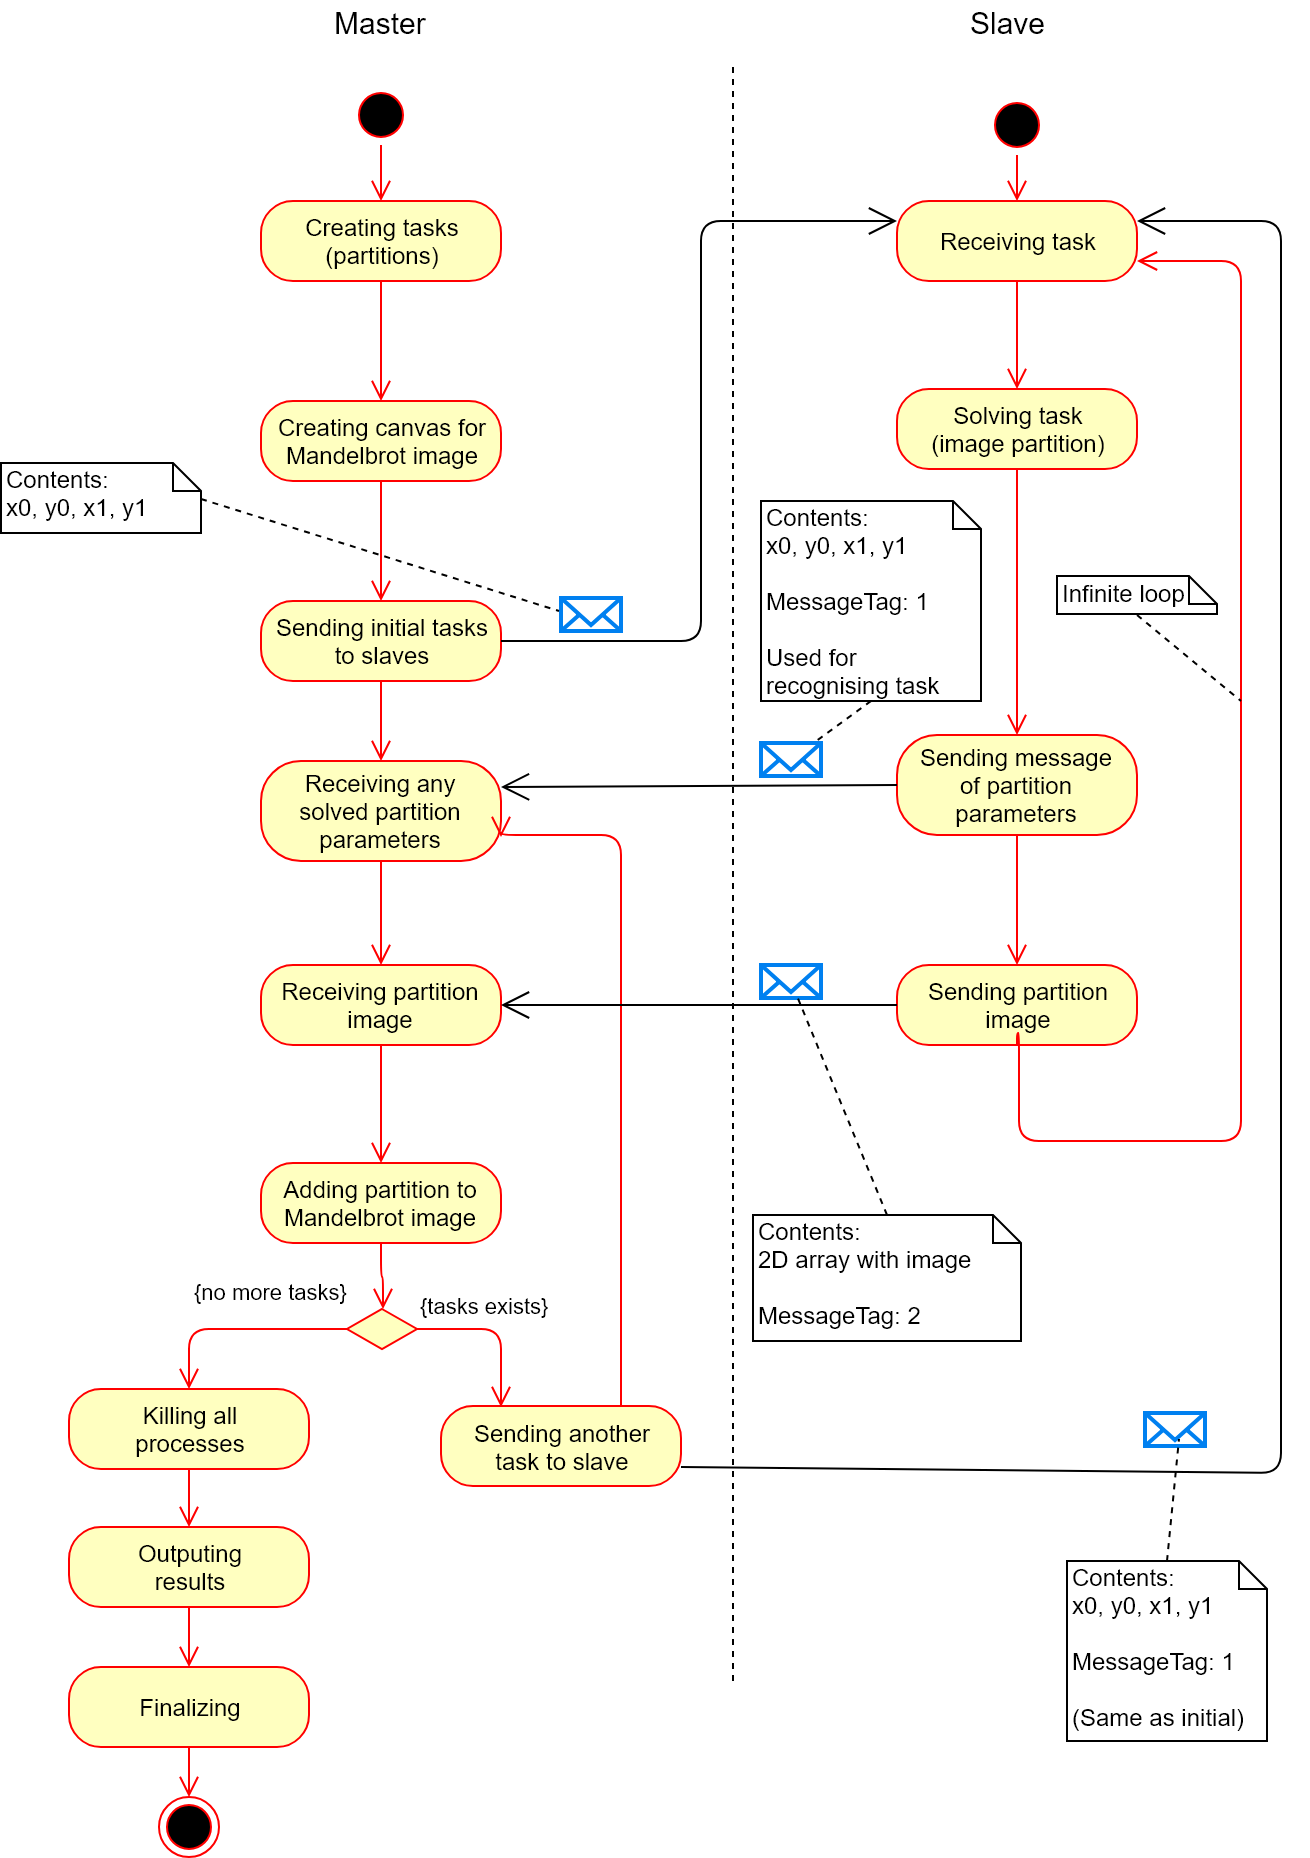 Master
Slave
Creating tasks
(partitions)
Receiving task
Creating canvas for
Mandelbrot image
Solving task
(image partition)
Contents:
x0, y0, x1, y1
Contents:
x0, y0, x1, y1
MessageTag: 1
Used for
recognising task
Infinite loop
Sending initial tasks
to slaves
Receiving any
solved partition
parameters
Sending message
of partition
parameters
Receiving partition
image
Sending partition
image
Adding partition to
Mandelbrot image
Contents:
2D array with image
MessageTag: 2
{no more tasks}
{tasks exists}
Killing all
processes
Sending another
task to slave
Outputing
results
Contents:
x0, y0, x1, y1
MessageTag: 1
(Same as initial)
Finalizing